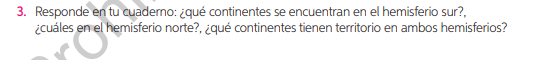 3. Responde en tu cuaderno: ¿qué continentes se encuentran en el hemisferio sur?,
¿cuáles en el hemisferio norte?, ¿qué continentes tienen territorio en ambos hemisferios?